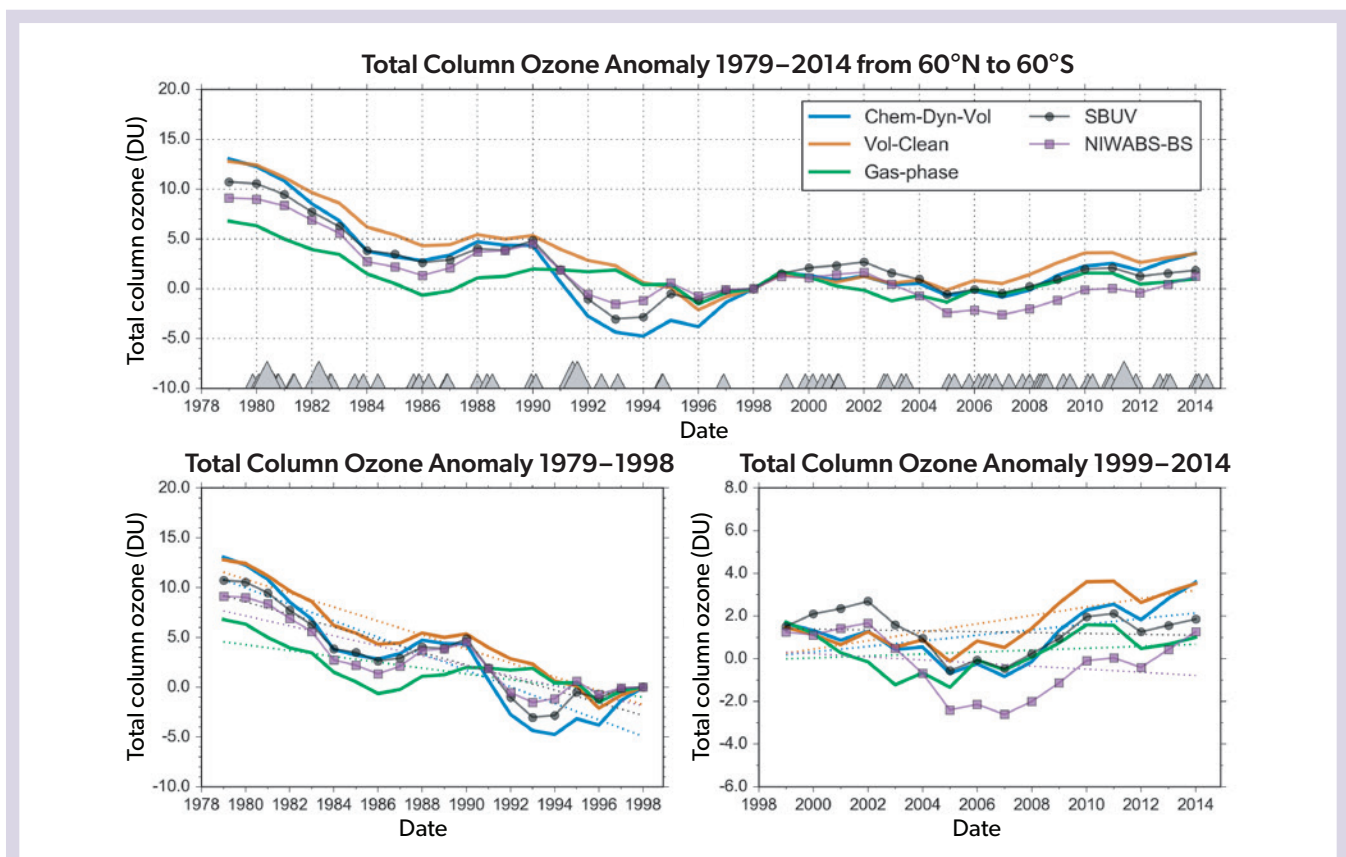 Total Column Ozone Anomaly 1979–2014 from 60°N to 60°S
20.0
15.0
10.0
5.0
0.0
-5.0
-10.0
Total column ozone (DU)
Chem-Dyn-Vol
Vol-Clean
Gas-phase
SBUV
NIWABS-BS
1978 1980 1982 1984 1986 1988 1990 1992 1994 1996 1998 2000 2002 2004 2006 2008 2010 2012 2014
Date
Total Column Ozone Anomaly 1979–1998
20.0
15.0
10.0
5.0
0.0
-5.0
-10.0
Total column ozone (DU)
1978 1980 1982 1984 1986 1988 1990 1992 1994 1996 1998
Date
Total Column Ozone Anomaly 1999–2014
8.0
6.0
4.0
2.0
0.0
-2.0
-4.0
-6.0
Total column ozone (DU)
1998 2000 2002 2004 2006 2008 2010 2012 2014
Date